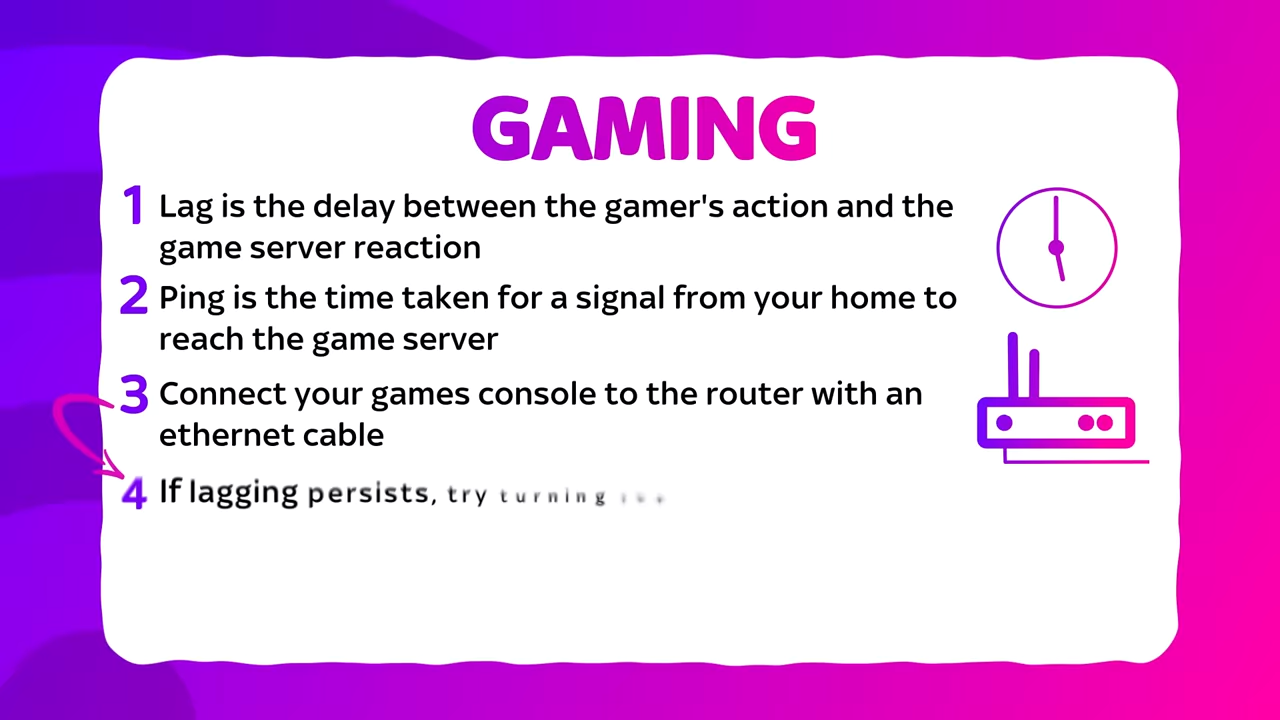 GAMING
1 Lag is the delay between the gamer's action and the
game server reaction
2 Ping is the time taken for a signal from your home to
reach the game server
3 Connect your games console to the router with an
ethernet cable
4 If lagging persists, try turning